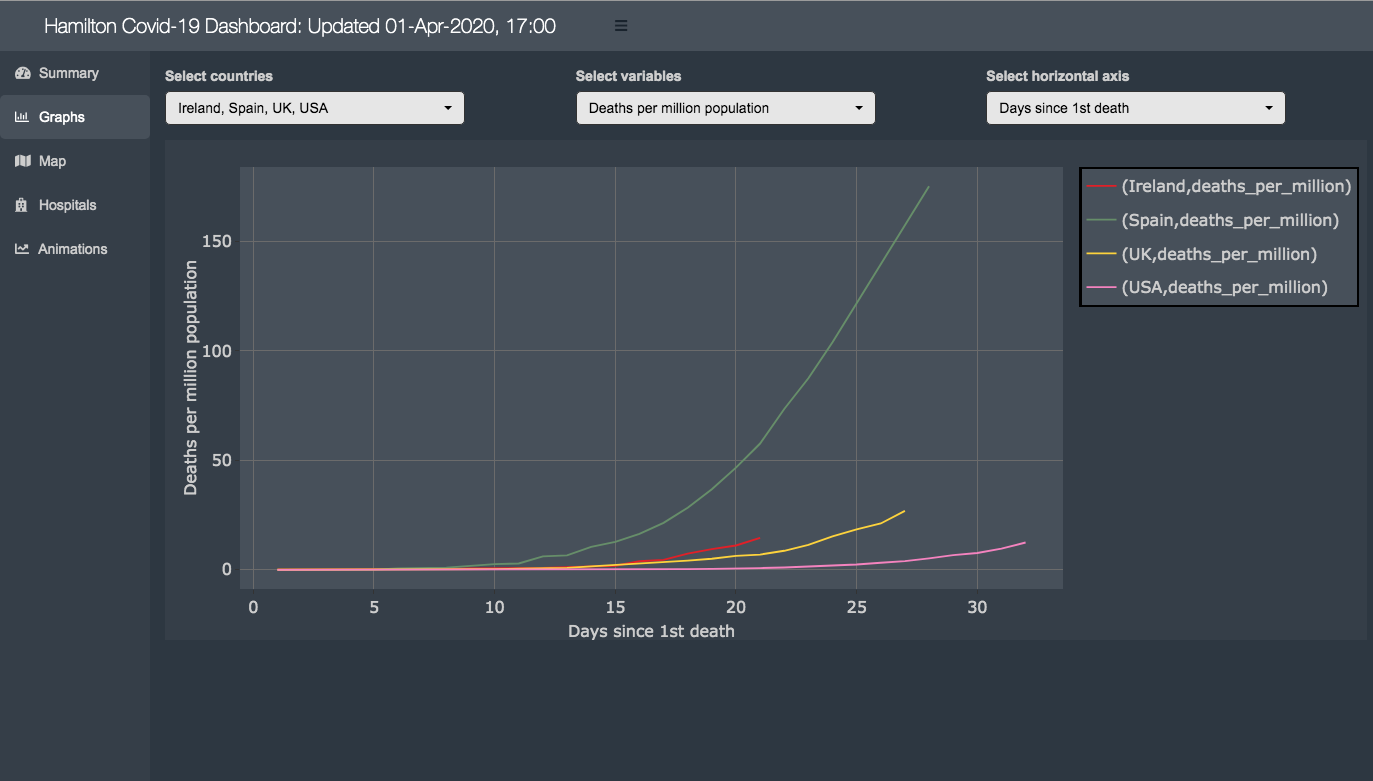 Hamilton Covid-19 Dashboard: Updated 01-Apr-2020, 17:00
Summary
Graphs
Map
Hospitals
Animations
Select countries
Ireland, Spain, UK, USA
Select variables
Deaths per million population
Select horizontal axis
Days since 1st death
Deaths per million population
150
100
50
0
0 5 10 15 20 25 30
Days since 1st death
(Ireland,deaths_per_million)
(Spain,deaths_per_million)
(UK,deaths_per_million)
(USA,deaths_per_million)